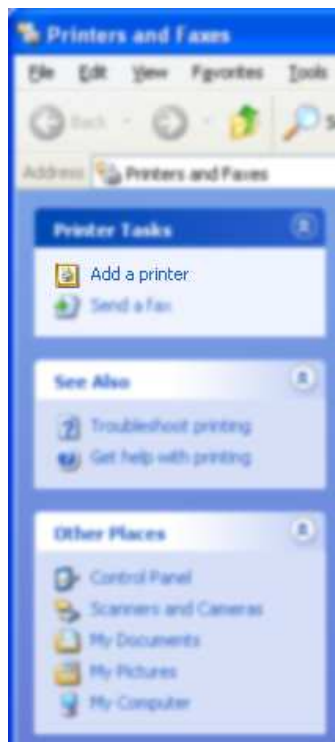 Printers and Faxes
File Edit View Favorites Tools
Back
Address Printers and Faxes
Printer Tasks
Add a printer
Send a fax
See Also
Troubleshoot printing
Get help with printing
Other Places
Control Panel
Scanners and Cameras
My Documents
My Pictures
My Computer